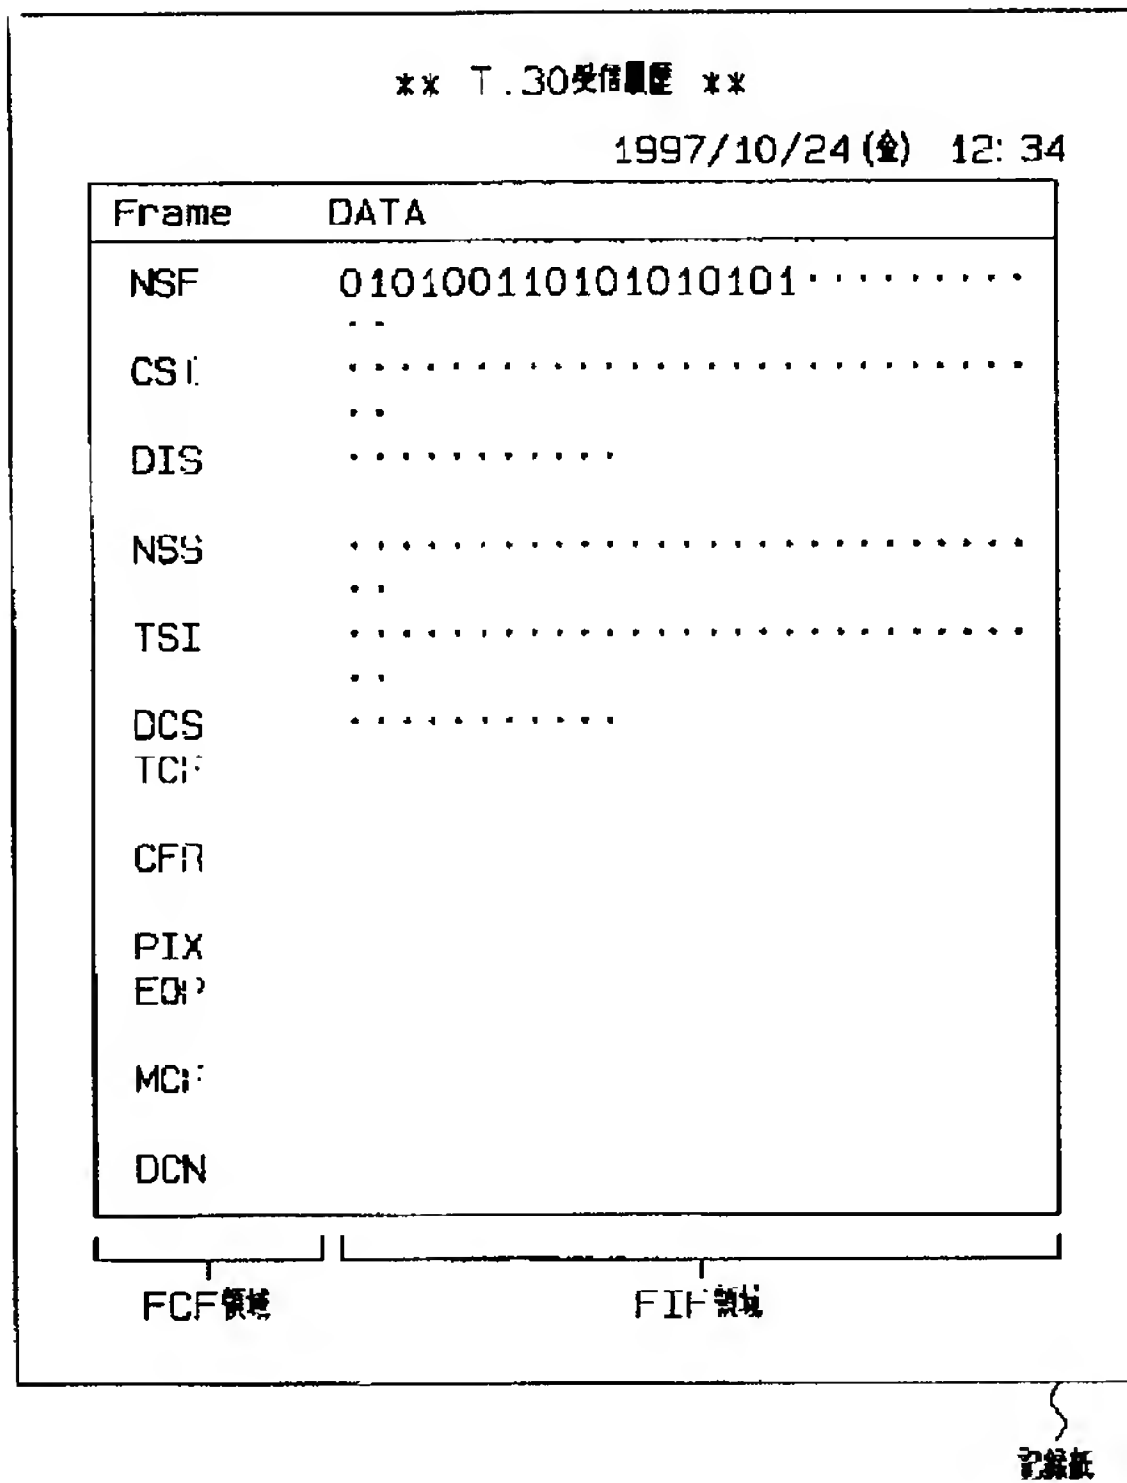 ** T.30受信履歴 **
1997/10/24(金) 12:34
Frame DATA
NSF 010100110101010101·········
··
CSI ···························
··
DIS ···········
NSS ···························
··
TSI ···························
··
DCS ···········
TCF
CFR
PIX
EOP
MCF
DCN
FCF領域 FIF領域
記録紙